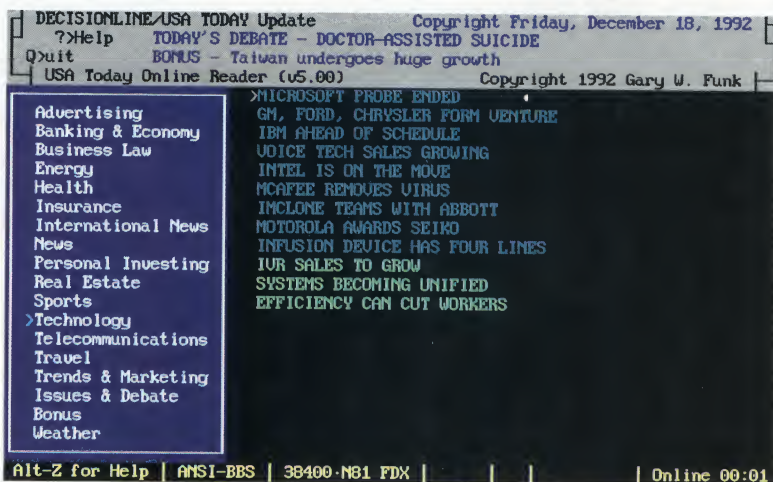 DECISIONLINE/USA TODAY Update Copyright Friday, December 18, 1992
?>Help TODAY'S DEBATE - DOCTOR-ASSISTED SUICIDE
Q>uit BONUS - Taiwan undergoes huge growth
USA Today Online Reader (v5.00) Copyright 1992 Gary W. Funk
Advertising
Banking & Economy
Business Law
Energy
Health
Insurance
International News
News
Personal Investing
Real Estate
Sports
>Technology
Telecommunications
Travel
Trends & Marketing
Issues & Debate
Bonus
Weather
>MICROSOFT PROBE ENDED
GM, FORD, CHRYSLER FORM VENTURE
IBM AHEAD OF SCHEDULE
VOICE TECH SALES GROWING
INTEL IS ON THE MOVE
MCAFEE REMOVES VIRUS
IMCLONE TEAMS WITH ABBOTT
MOTOROLA AWARDS SEIKO
INFUSION DEVICE HAS FOUR LINES
IVR SALES TO GROW
SYSTEMS BECOMING UNIFIED
EFFICIENCY CAN CUT WORKERS
Alt-Z for Help | ANSI-BBS | 38400·N81 FDX | | | | Online 00:01